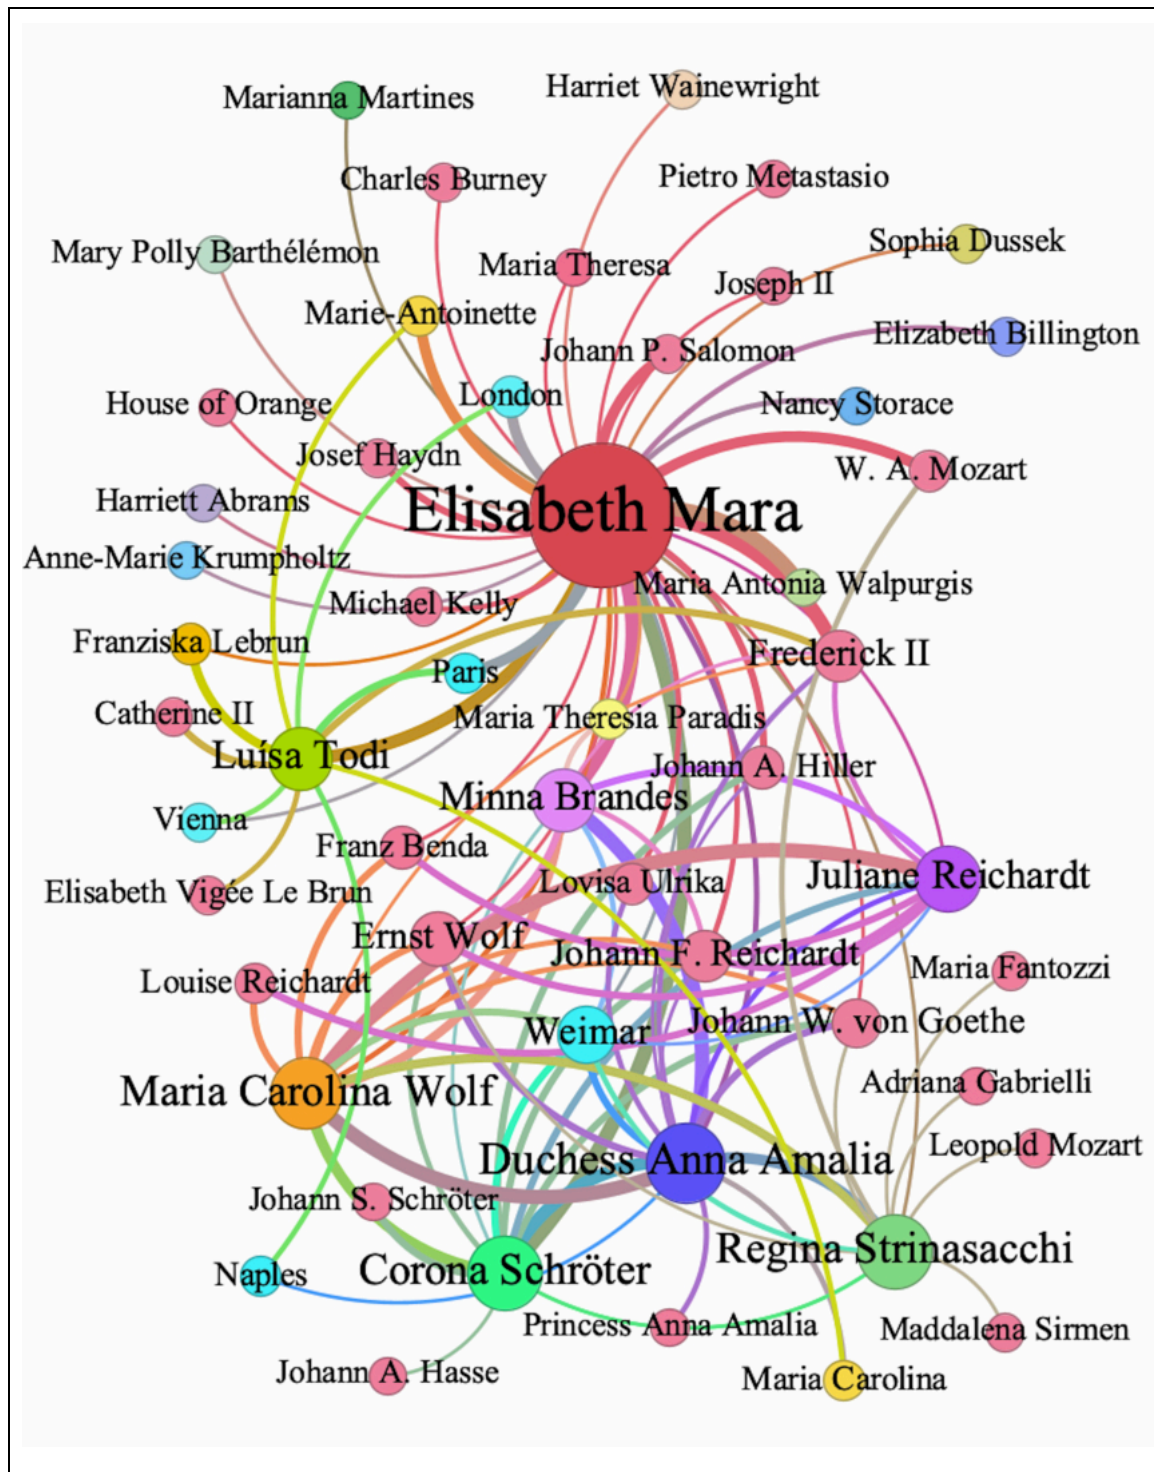 Harriet Wainewright
Marianna Martines
Charles Burney
Pietro Metastasio
Mary Polly Barthélémon
Sophia Dussek
Maria Theresa
Joseph II
Marie-Antoinette
Elizabeth Billington
Johann P. Salomon
London
House of Orange
Nancy Storace
Josef Haydn
W. A. Mozart
Harriett Abrams
Elisabeth Mara
Anne-Marie Krumpholtz
Maria Antonia Walpurgis
Michael Kelly
Franziska Lebrun
Frederick II
Paris
Catherine II
Maria Theresia Paradis
Luísa Todi
Johann A. Hiller
Minna Brandes
Vienna
Franz Benda
Juliane Reichardt
Lovisa Ulrika
Elisabeth Vigée Le Brun
Ernst Wolf
Johann F. Reichardt
Maria Fantozzi
Louise Reichardt
Johann W. von Goethe
Weimar
Adriana Gabrielli
Maria Carolina Wolf
Leopold Mozart
Duchess Anna Amalia
Johann S. Schröter
Regina Strinasacchi
Corona Schröter
Naples
Princess Anna Amalia
Maddalena Sirmen
Johann A. Hasse
Maria Carolina